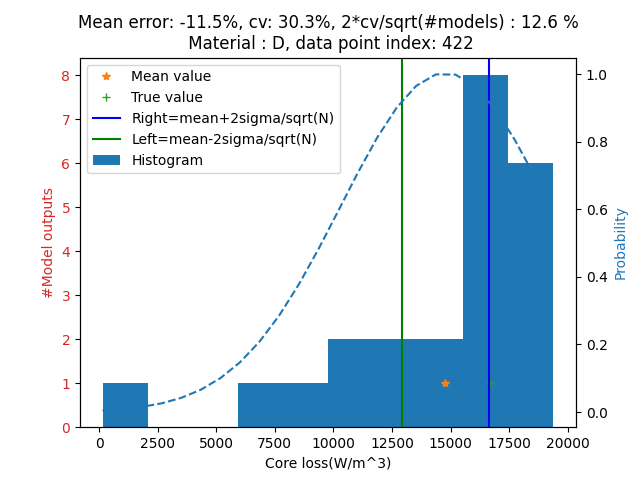 Mean error: -11.5%, cv: 30.3%, 2*cv/sqrt(#models) : 12.6 %
Material : D, data point index: 422
Mean value
True value
Right=mean+2sigma/sqrt(N)
Left=mean-2sigma/sqrt(N)
Histogram
#Model outputs
8
7
6
5
4
3
2
1
0
1.0
0.8
0.6
0.4
0.2
0.0
Probability
0 2500 5000 7500 10000 12500 15000 17500 20000
Core loss(W/m^3)